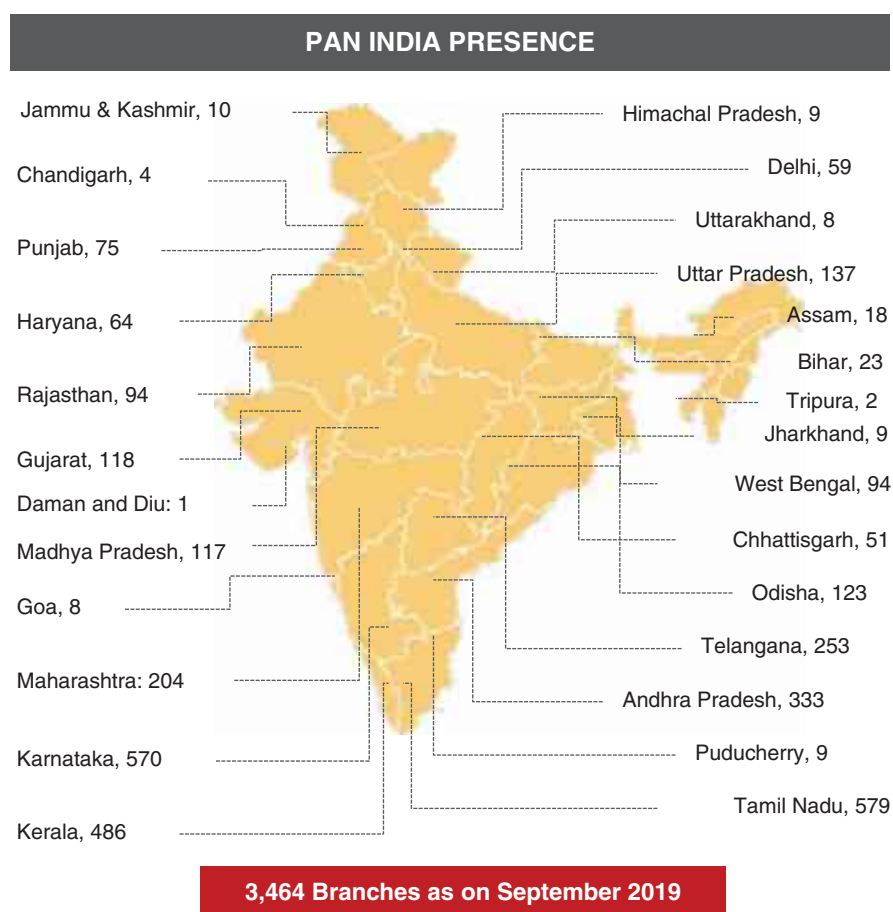 PAN INDIA PRESENCE
Jammu & Kashmir, 10
Chandigarh, 4
Punjab, 75
Haryana, 64
Rajasthan, 94
Gujarat, 118
Daman and Diu: 1
Madhya Pradesh, 117
Goa, 8
Maharashtra: 204
Karnataka, 570
Kerala, 486
Himachal Pradesh, 9
Delhi, 59
Uttarakhand, 8
Uttar Pradesh, 137
Assam, 18
Bihar, 23
Tripura, 2
Jharkhand, 9
West Bengal, 94
Chhattisgarh, 51
Odisha, 123
Telangana, 253
Andhra Pradesh, 333
Puducherry, 9
Tamil Nadu, 579
3,464 Branches as on September 2019